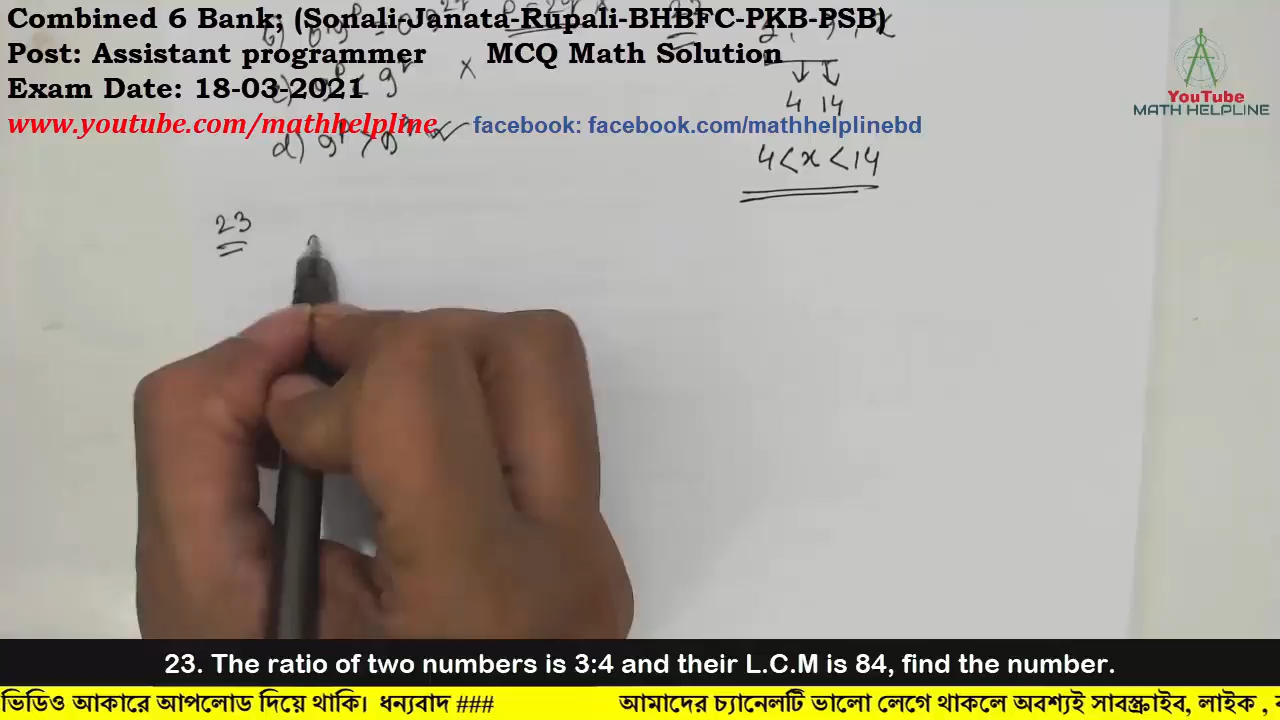 Combined 6 Bank; (Sonali-Janata-Rupali-BHBFC-PKB-PSB)
Post: Assistant programmer MCQ Math Solution
Exam Date: 18-03-2021
www.youtube.com/mathhelpline facebook: facebook.com/mathhelplinebd
YouTube
MATH HELPLINE
4 14
d)
4 < x < 14
23
23. The ratio of two numbers is 3:4 and their L.C.M is 84, find the number.
ভিডিও আকারে আপলোড দিয়ে থাকি। ধন্যবাদ ### আমাদের চ্যানেলটি ভালো লেগে থাকলে অবশ্যই সাবস্ক্রাইব, লাইক ,